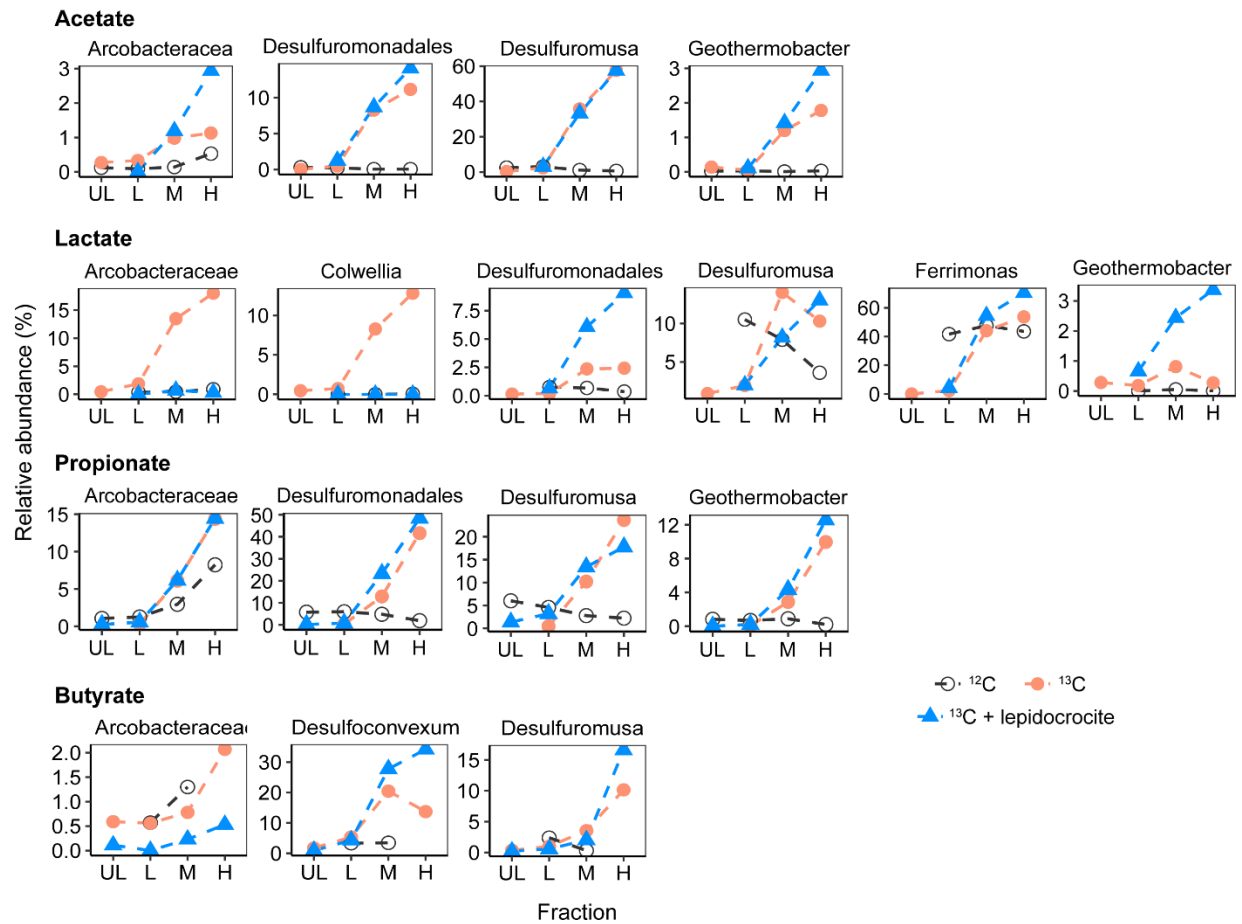 Acetate
Arcobacteracea Desulfuromonadales Desulfuromusa Geothermobacter
3 2 1 0 UL L M H
10 5 0 UL L M H
60 40 20 0 UL L M H
3 2 1 0 UL L M H
Lactate
Arcobacteraceae Colwellia Desulfuromonadales Desulfuromusa Ferrimonas Geothermobacter
15 10 5 0 UL L M H
10 5 0 UL L M H
7.5 5.0 2.5 0.0 UL L M H
10 5 UL L M H
60 40 20 0 UL L M H
3 2 1 0 UL L M H
Relative abundance (%)
Propionate
Arcobacteraceae Desulfuromonadales Desulfuromusa Geothermobacter
15 10 5 0 UL L M H
50 40 30 20 10 0 UL L M H
20 15 10 5 0 UL L M H
12 8 4 0 UL L M H
Butyrate
Arcobacteraceae Desulfoconvexum Desulfuromusa
2.0 1.5 1.0 0.5 0.0 UL L M H
30 20 10 0 UL L M H
15 10 5 0 UL L M H
¹²C ¹³C
¹³C + lepidocrocite
Fraction